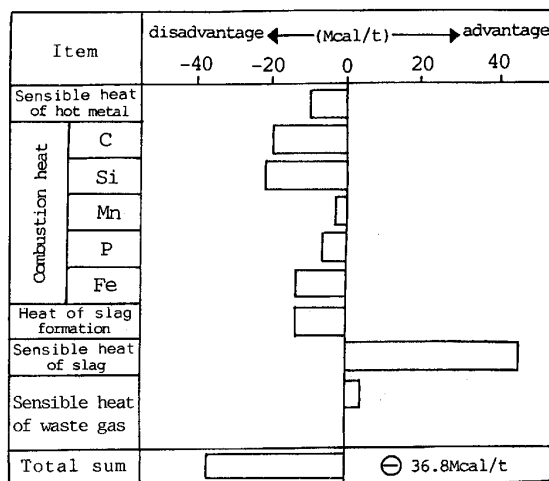 Item
disadvantage (Mcal/t) advantage
-40 -20 0 20 40
Sensible heat
of hot metal
Combustion heat
C
Si
Mn
P
Fe
Heat of slag
formation
Sensible heat
of slag
Sensible heat
of waste gas
Total sum
⊖ 36.8Mcal/t